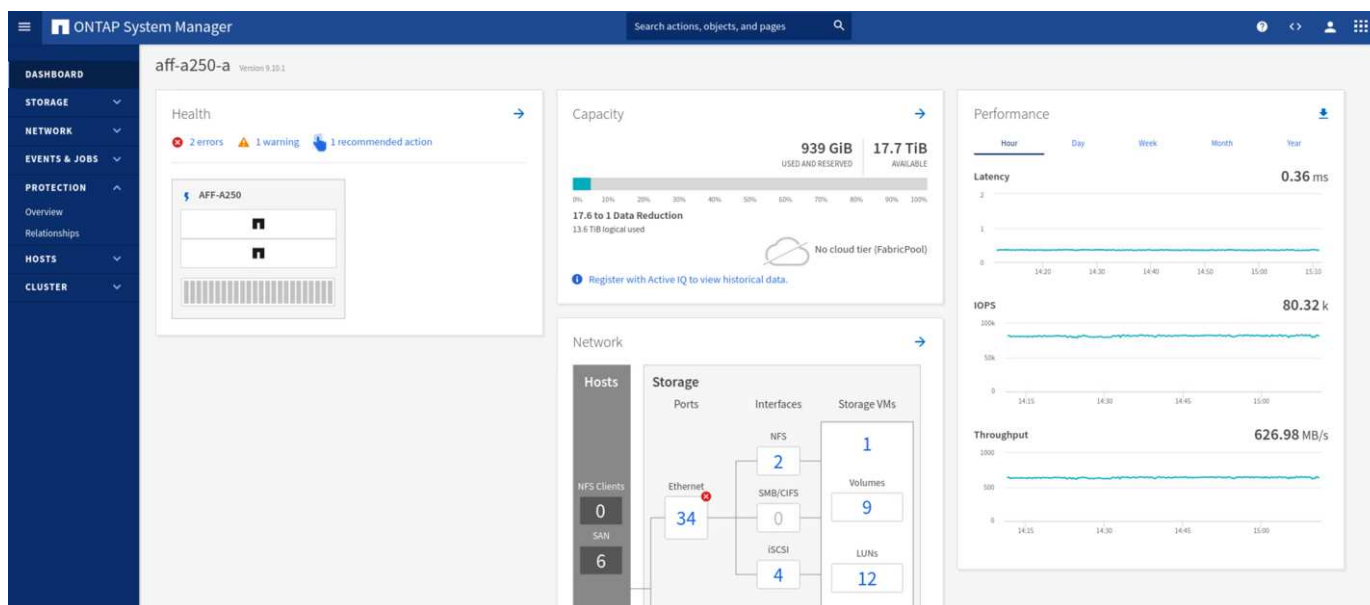 ONTAP System Manager
Search actions, objects, and pages
DASHBOARD
STORAGE
NETWORK
EVENTS & JOBS
PROTECTION
Overview
Relationships
HOSTS
CLUSTER
aff-a250-a Version 9.10.1
Health
2 errors 1 warning 1 recommended action
AFF-A250
Capacity
939 GiB 17.7 TiB
USED AND RESERVED AVAILABLE
0% 10% 20% 30% 40% 50% 60% 70% 80% 90% 100%
17.6 to 1 Data Reduction
13.6 TiB logical used
No cloud tier (FabricPool)
Register with Active IQ to view historical data.
Network
Hosts
Storage
Ports Interfaces Storage VMs
NFS
2
1
NFS Clients
0
Ethernet
34
SMB/CIFS
0
Volumes
9
SAN
6
iSCSI
4
LUNs
12
Performance
Hour Day Week Month Year
Latency 0.36 ms
2
1
0
14:20 14:30 14:40 14:50 15:00 15:10
IOPS 80.32 k
100k
50k
0
14:15 14:30 14:45 15:00
Throughput 626.98 MB/s
1000
500
0
14:15 14:30 14:45 15:00